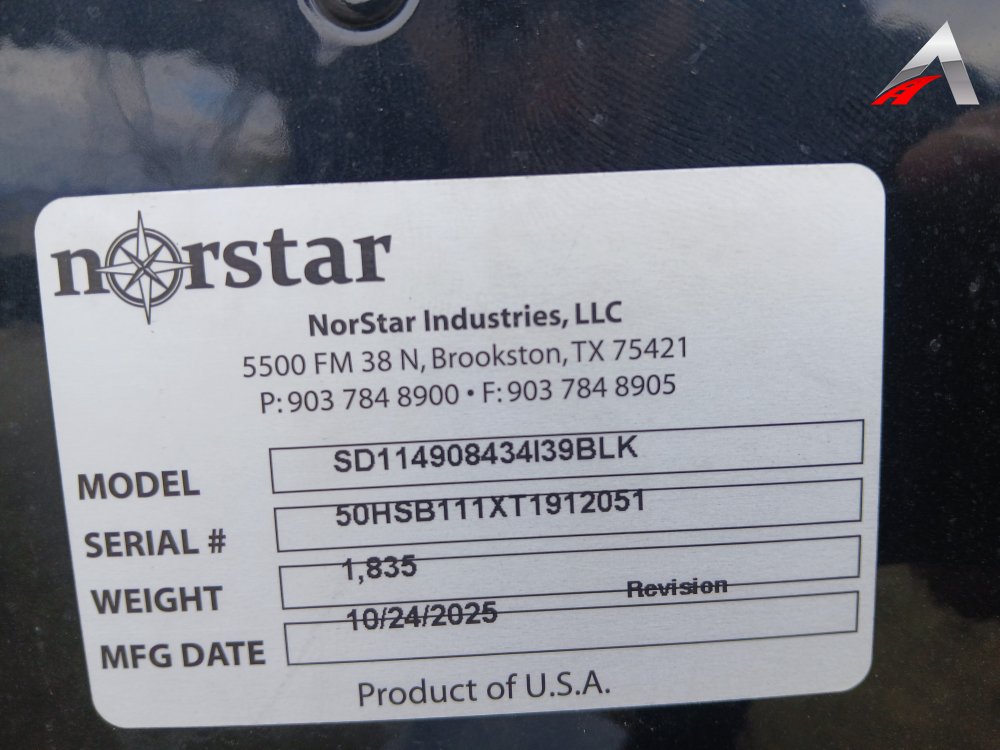 norstar
NorStar Industries, LLC
5500 FM 38 N, Brookston, TX 75421
P: 903 784 8900 • F: 903 784 8905
MODEL SD114908434I39BLK
SERIAL # 50HSB111XT1912051
WEIGHT 1,835
Revision
MFG DATE 10/24/2025
Product of U.S.A.